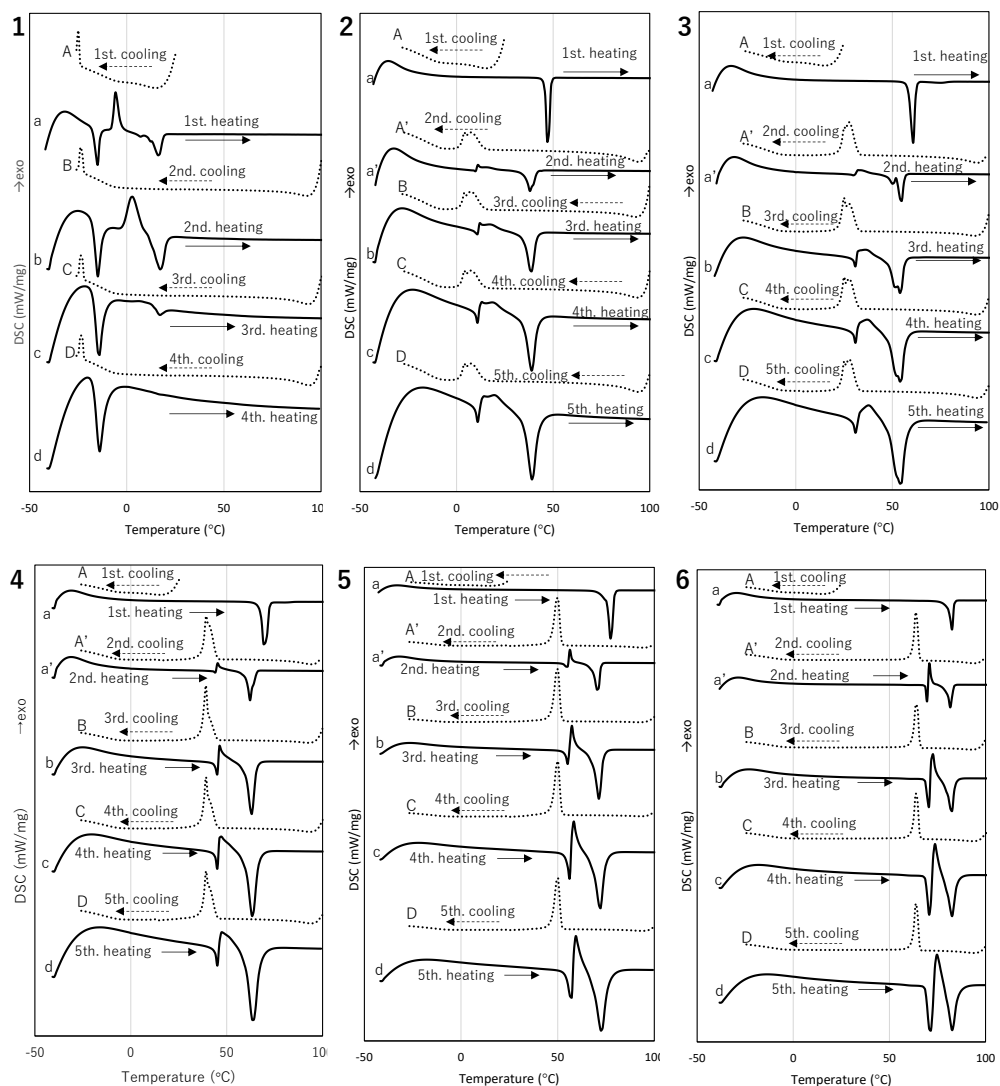 1
A
1st. cooling
a
1st. heating
B
2nd. cooling
2nd. heating
b
C
3rd. cooling
3rd. heating
c
D
4th. cooling
4th. heating
d
→exo
DSC (mW/mg)
-50
0
50
10
Temperature (°C)
2
A
1st. cooling
1st. heating
a
A’
2nd. cooling
2nd. heating
a’
B
3rd. cooling
3rd. heating
b
C
4th. cooling
4th. heating
c
D
5th. cooling
5th. heating
d
→exo
DSC (mW/mg)
-50
0
50
100
Temperature (°C)
3
A
1st. cooling
1st. heating
a
A’
2nd. cooling
2nd. heating
a’
B
3rd. cooling
3rd. heating
b
C
4th. cooling
4th. heating
c
D
5th. cooling
5th. heating
d
→exo
DSC (mW/mg)
-50
0
50
100
Temperature (°C)
4
A
1st. cooling
a
1st. heating
A’
2nd. cooling
a’
2nd. heating
B
3rd. cooling
b
3rd. heating
C
4th. cooling
c
4th. heating
D
5th. cooling
d
5th. heating
→exo
DSC (mW/mg)
-50
0
50
10
Temperature (°C)
5
A
1st. cooling
a
1st. heating
A’
2nd. cooling
a’
2nd. heating
B
3rd. cooling
b
3rd. heating
C
4th. cooling
c
4th. heating
D
5th. cooling
d
5th. heating
→exo
DSC (mW/mg)
-50
0
50
100
Temperature (°C)
6
A
1st. cooling
a
1st. heating
A’
2nd. cooling
2nd. heating
a’
B
3rd. cooling
b
3rd. heating
C
4th. cooling
c
4th. heating
D
5th. cooling
d
5th. heating
→exo
DSC (mW/mg)
-50
0
50
100
Temperature (°C)